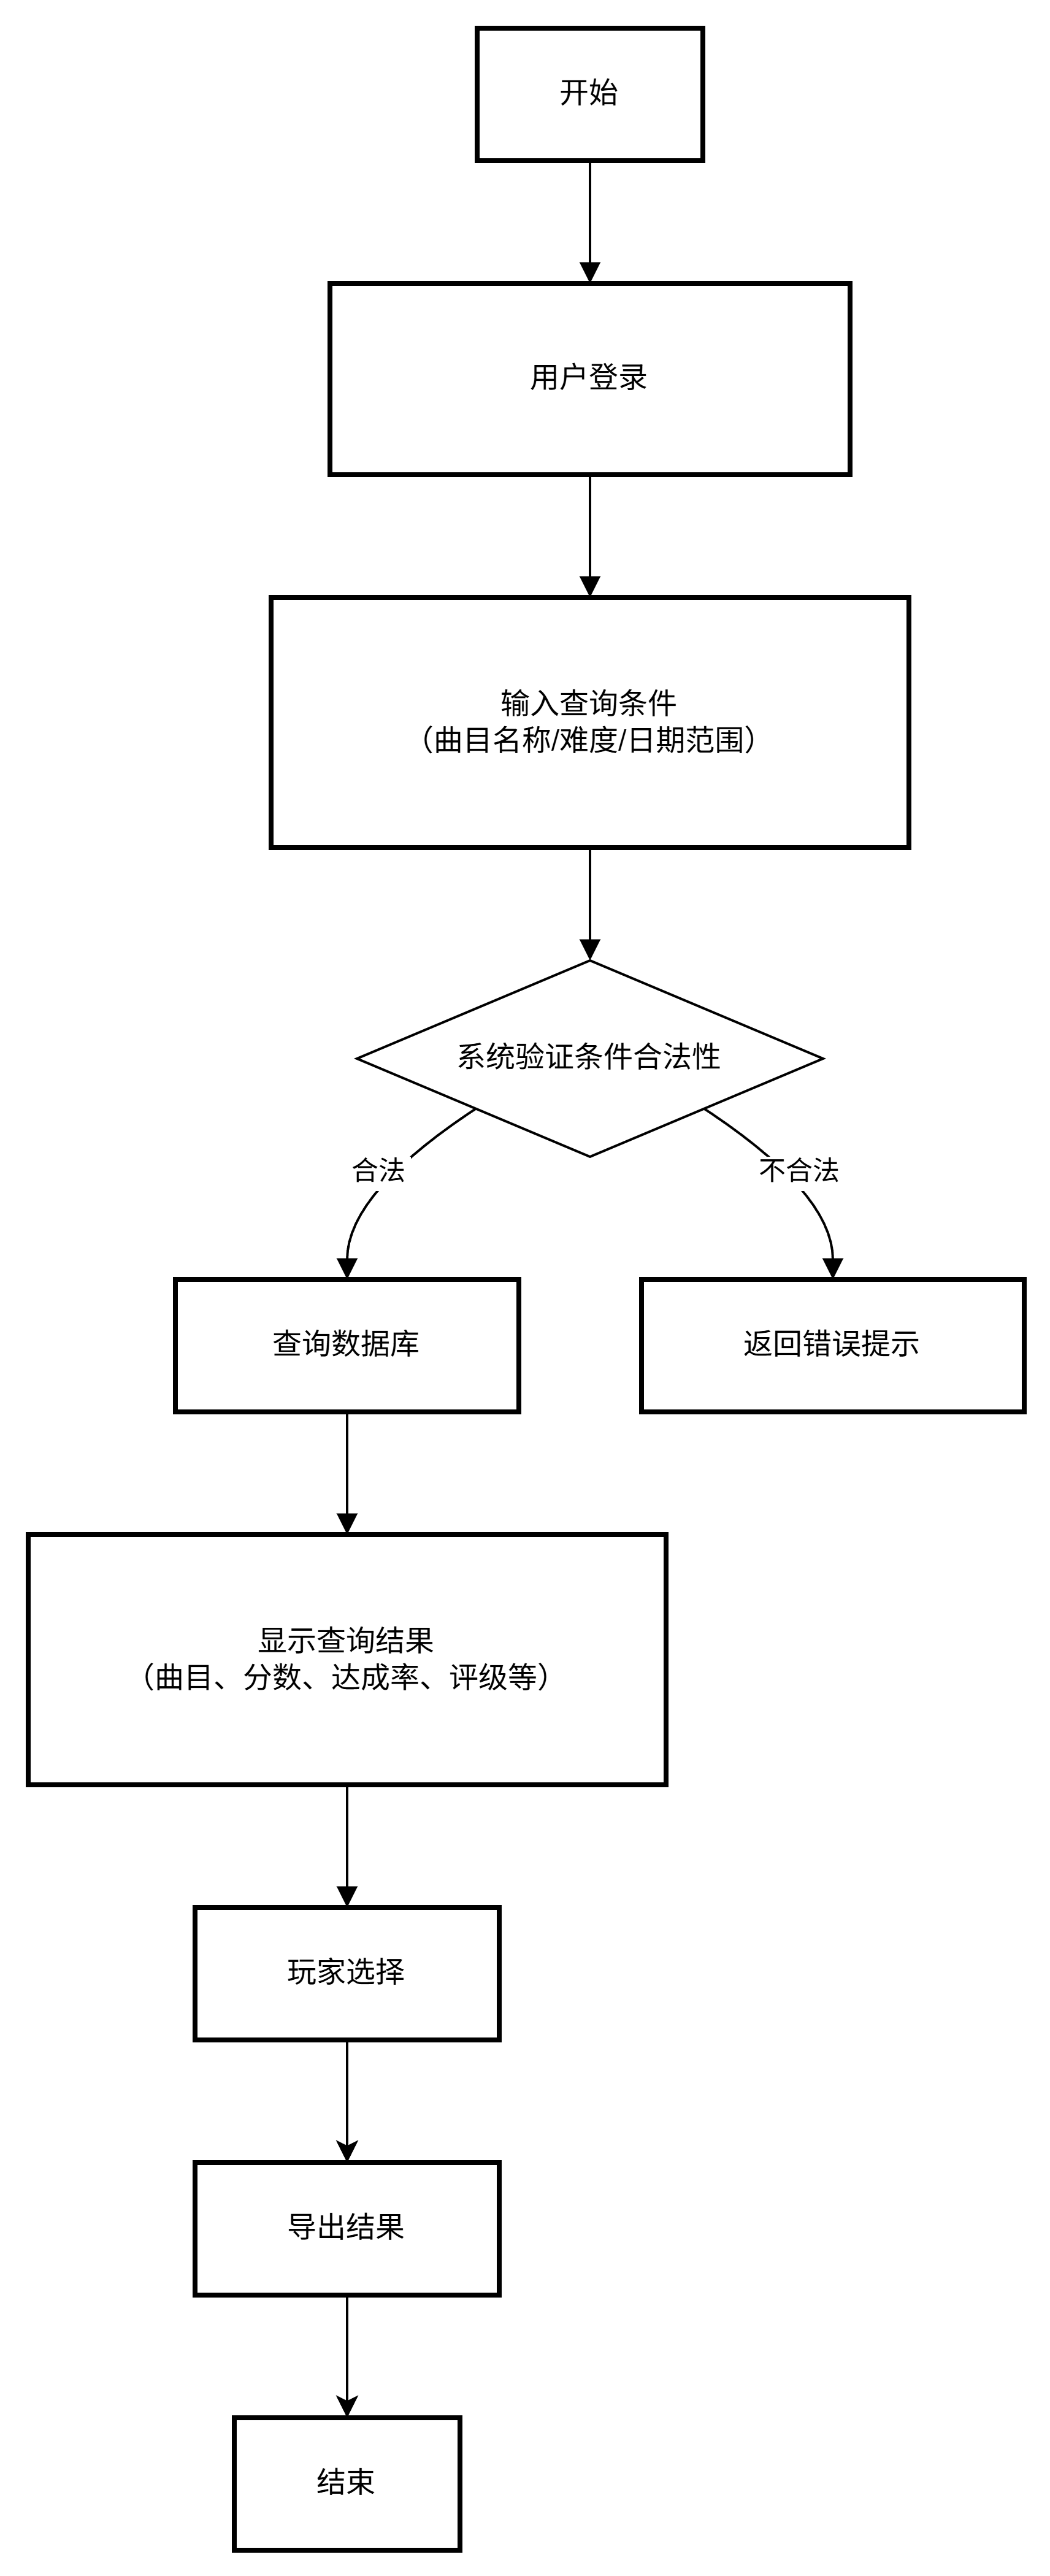 开始
用户登录
输入查询条件
（曲目名称/难度/日期范围）
系统验证条件合法性
合法
不合法
查询数据库
返回错误提示
显示查询结果
（曲目、分数、达成率、评级等）
玩家选择
导出结果
结束